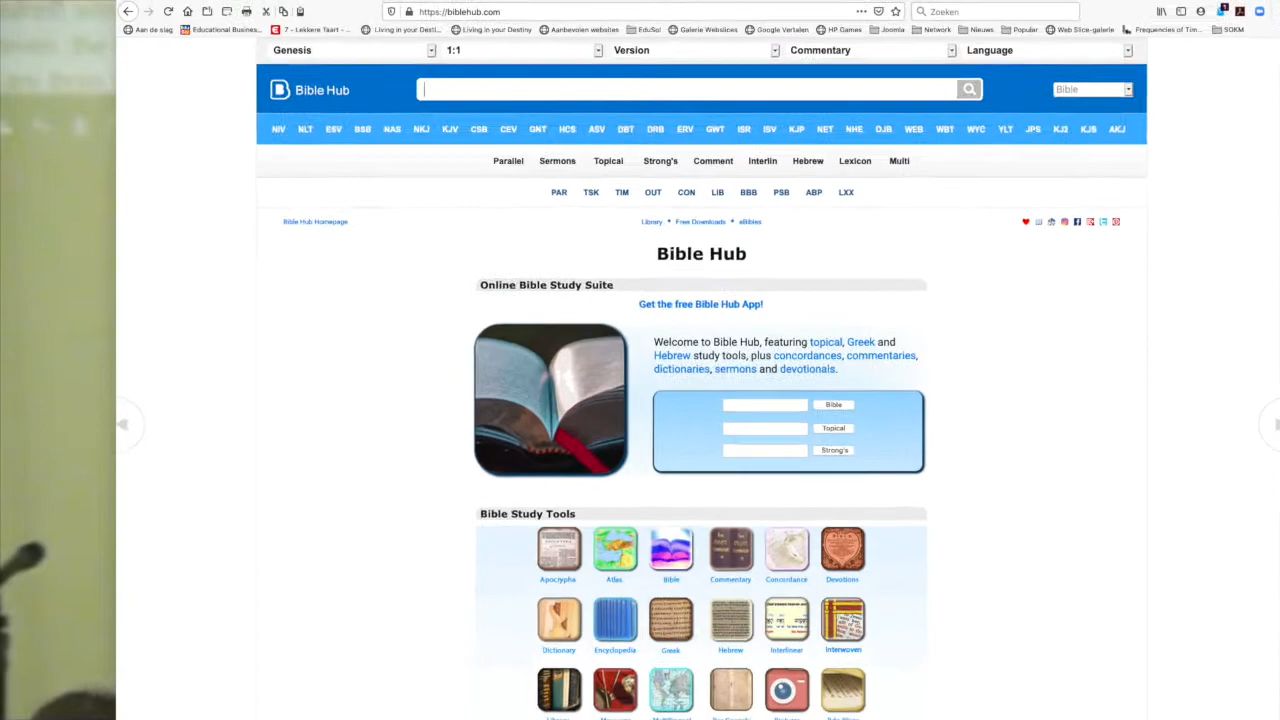 https://biblehub.com
Zoeken
Aan de slag
Educational Busines...
7 - Lekkere Taart - ...
Living in your Desti...
Living in your Destiny
Aanbevolen websites
EduSol
Galerie Webslices
Google Vertalen
HP Games
Joomla
Network
Nieuws
Popular
Web Slice-galerie
Frequencies of Tim...
SOKM
Genesis 1:1 Version Commentary Language
Bible Hub
Bible
NIV NLT ESV BSB NAS NKJ KJV CSB CEV GNT HCS ASV DBT DRB ERV GWT ISR ISV KJP NET NHE OJB WEB WBT WYC YLT JPS KJ2 KJS AKJ
Parallel Sermons Topical Strong's Comment Interlin Hebrew Lexicon Multi
PAR TSK TIM OUT CON LIB BBB PSB ABP LXX
Bible Hub Homepage
Library • Free Downloads • eBibles
Bible Hub
Online Bible Study Suite
Get the free Bible Hub App!
Welcome to Bible Hub, featuring topical, Greek and
Hebrew study tools, plus concordances, commentaries,
dictionaries, sermons and devotionals.
Bible
Topical
Strong's
Bible Study Tools
Apocrypha Atlas Bible Commentary Concordance Devotions
Dictionary Encyclopedia Greek Hebrew Interlinear Interwoven